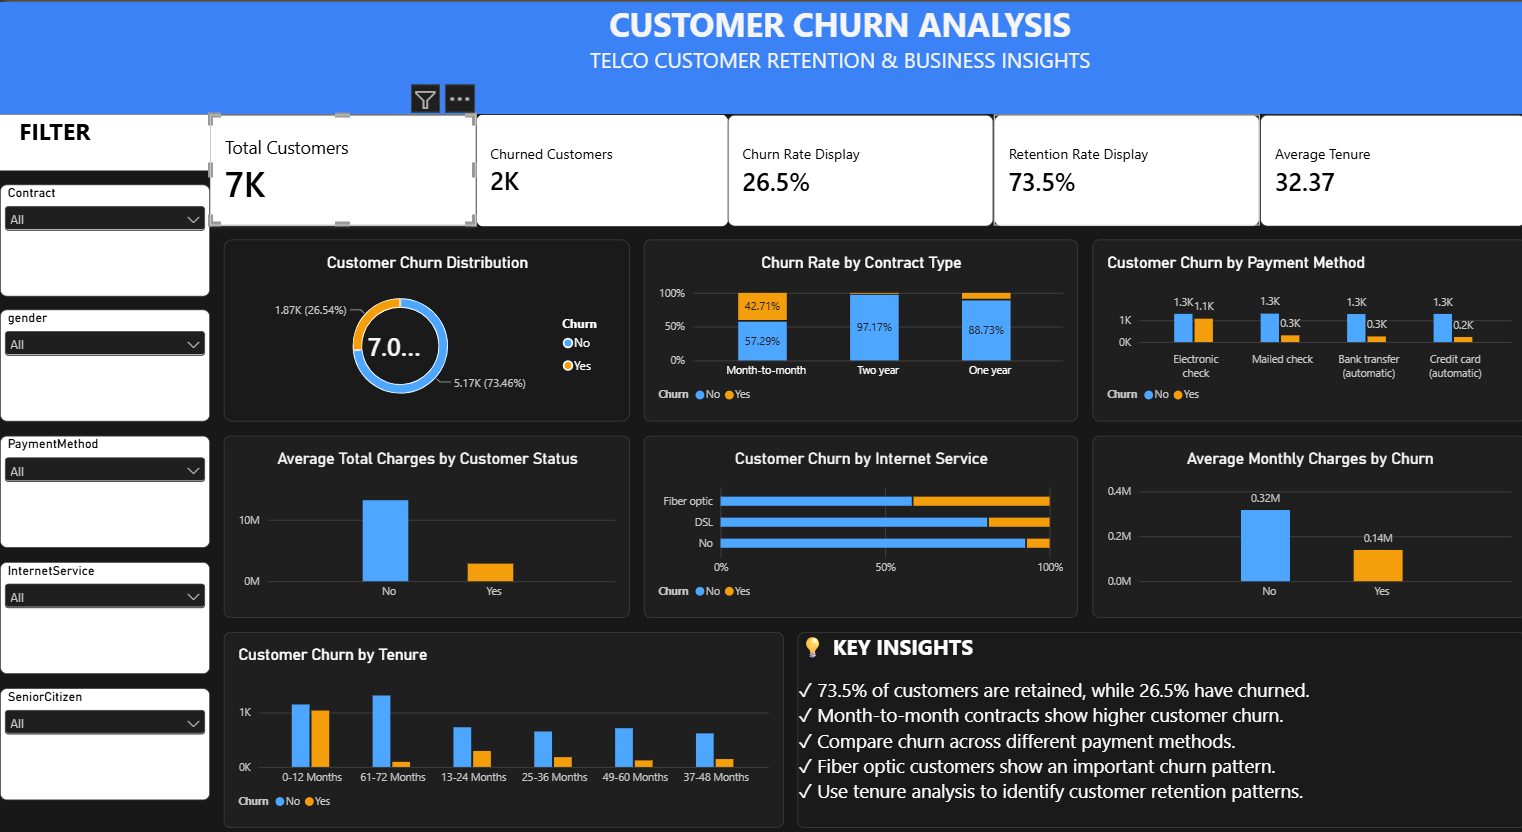 CUSTOMER CHURN ANALYSIS
TELCO CUSTOMER RETENTION & BUSINESS INSIGHTS
FILTER
Contract
All
gender
All
PaymentMethod
All
InternetService
All
SeniorCitizen
All
Total Customers
7K
Churned Customers
2K
Churn Rate Display
26.5%
Retention Rate Display
73.5%
Average Tenure
32.37
Customer Churn Distribution
1.87K (26.54%)
7.0...
5.17K (73.46%)
Churn
No
Yes
Churn Rate by Contract Type
100%
50%
0%
42.71%
57.29%
97.17%
88.73%
Month-to-month
Two year
One year
Churn No Yes
Customer Churn by Payment Method
1K
0K
1.3K 1.1K
1.3K 0.3K
1.3K 0.3K
1.3K 0.2K
Electronic
check
Mailed check
Bank transfer
(automatic)
Credit card
(automatic)
Churn No Yes
Average Total Charges by Customer Status
10M
0M
No
Yes
Customer Churn by Internet Service
Fiber optic
DSL
No
0% 50% 100%
Churn No Yes
Average Monthly Charges by Churn
0.4M
0.2M
0.0M
0.32M
0.14M
No
Yes
Customer Churn by Tenure
1K
0K
0-12 Months 61-72 Months 13-24 Months 25-36 Months 49-60 Months 37-48 Months
Churn No Yes
💡 KEY INSIGHTS
✓ 73.5% of customers are retained, while 26.5% have churned.
✓ Month-to-month contracts show higher customer churn.
✓ Compare churn across different payment methods.
✓ Fiber optic customers show an important churn pattern.
✓ Use tenure analysis to identify customer retention patterns.